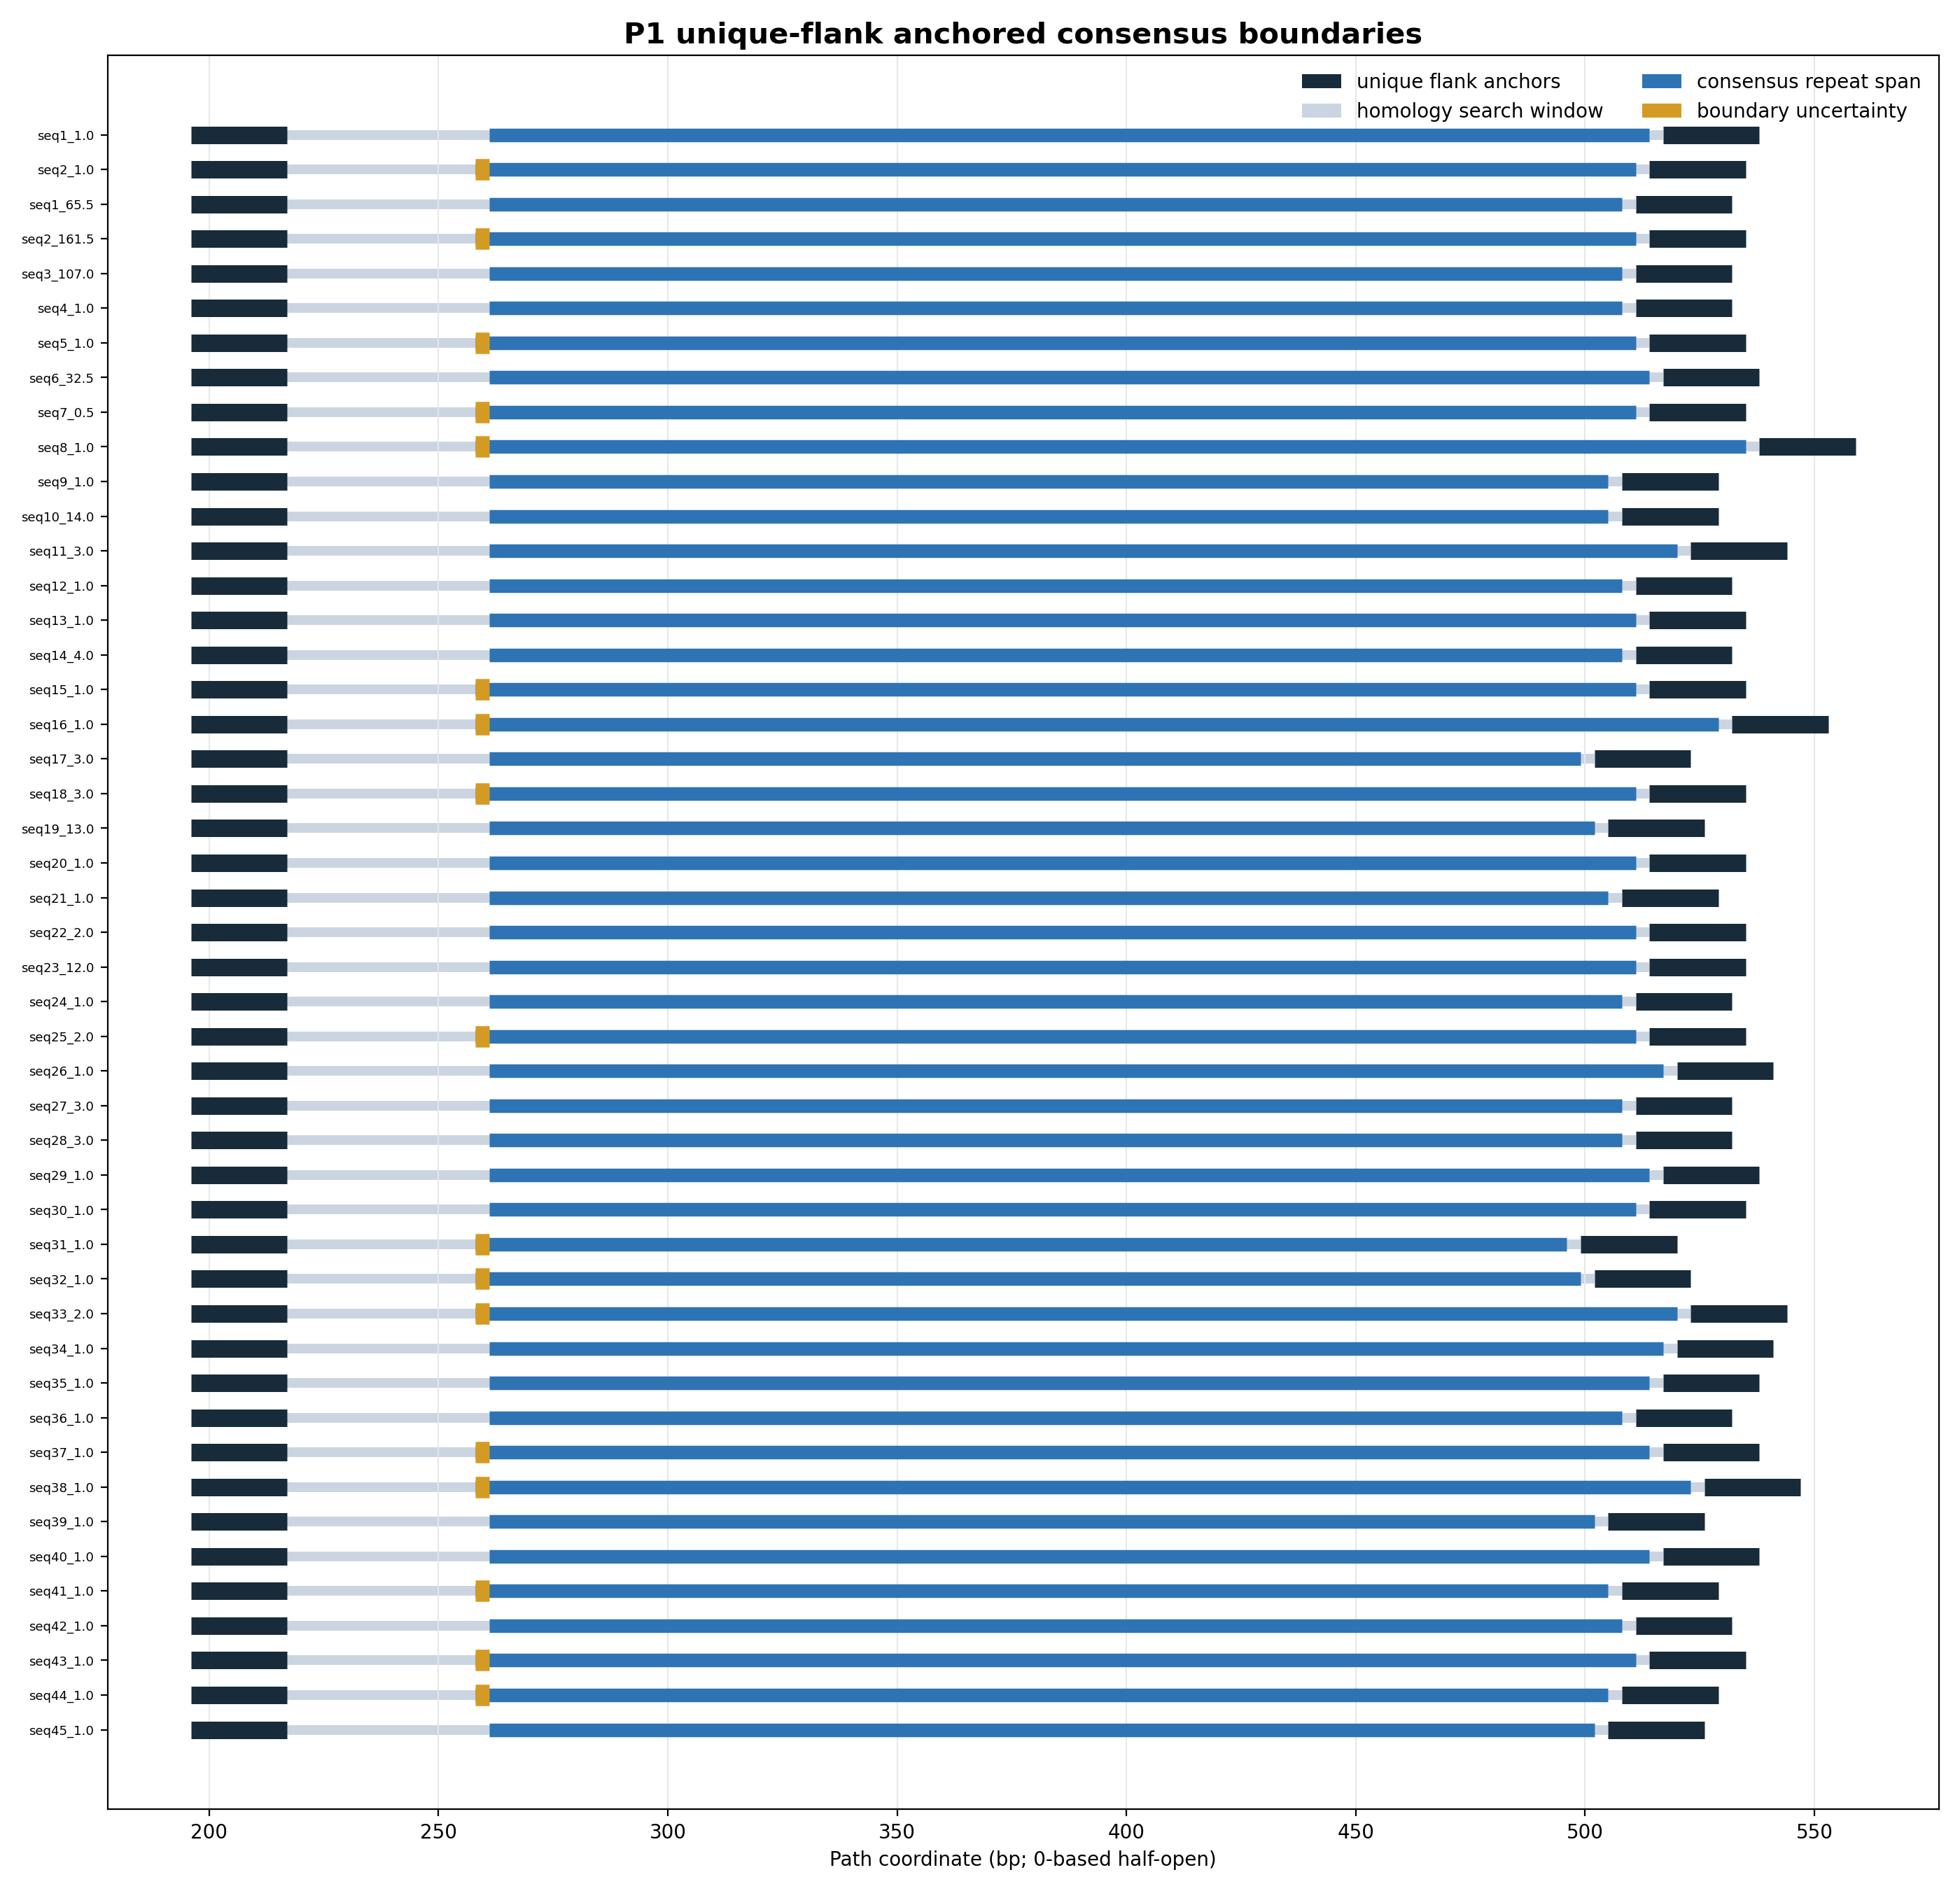 P1 unique-flank anchored consensus boundaries
unique flank anchors
homology search window
consensus repeat span
boundary uncertainty
seq1_1.0
seq2_1.0
seq1_65.5
seq2_161.5
seq3_107.0
seq4_1.0
seq5_1.0
seq6_32.5
seq7_0.5
seq8_1.0
seq9_1.0
seq10_14.0
seq11_3.0
seq12_1.0
seq13_1.0
seq14_4.0
seq15_1.0
seq16_1.0
seq17_3.0
seq18_3.0
seq19_13.0
seq20_1.0
seq21_1.0
seq22_2.0
seq23_12.0
seq24_1.0
seq25_2.0
seq26_1.0
seq27_3.0
seq28_3.0
seq29_1.0
seq30_1.0
seq31_1.0
seq32_1.0
seq33_2.0
seq34_1.0
seq35_1.0
seq36_1.0
seq37_1.0
seq38_1.0
seq39_1.0
seq40_1.0
seq41_1.0
seq42_1.0
seq43_1.0
seq44_1.0
seq45_1.0
200 250 300 350 400 450 500 550
Path coordinate (bp; 0-based half-open)